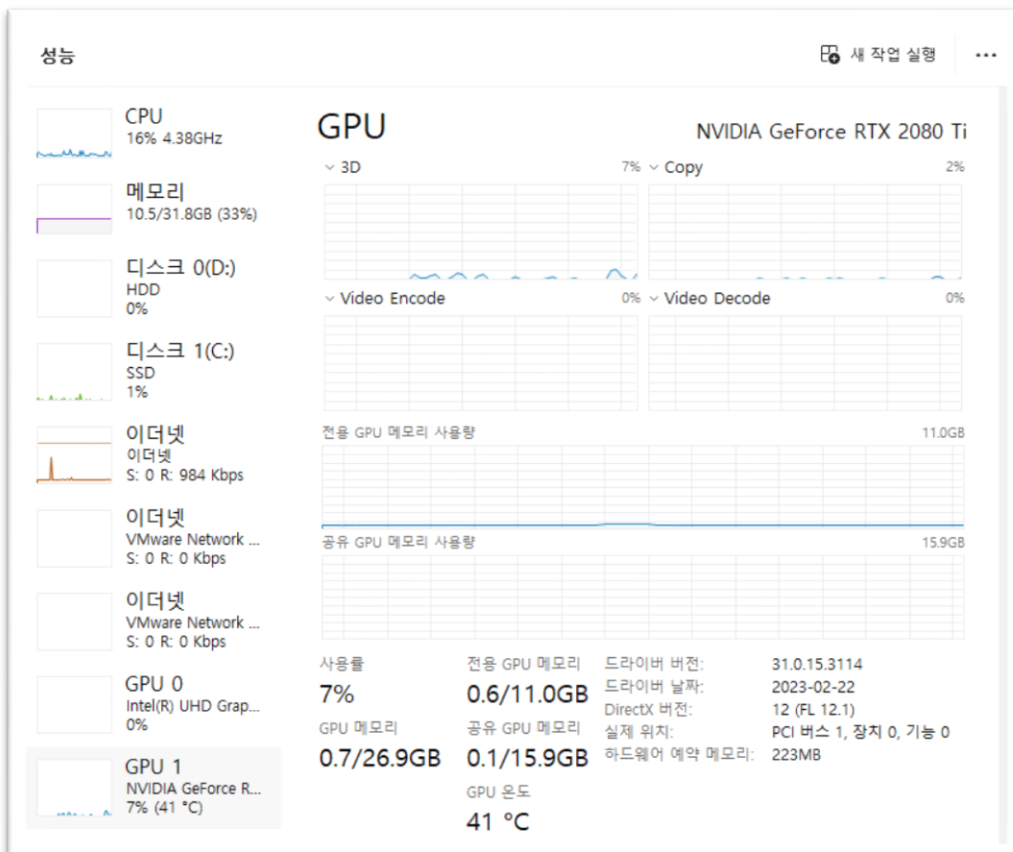 성능
새 작업 실행
CPU
16% 4.38GHz
메모리
10.5/31.8GB (33%)
디스크 0(D:)
HDD
0%
디스크 1(C:)
SSD
1%
이더넷
이더넷
S: 0 R: 984 Kbps
이더넷
VMware Network ...
S: 0 R: 0 Kbps
이더넷
VMware Network ...
S: 0 R: 0 Kbps
GPU 0
Intel(R) UHD Grap...
0%
GPU 1
NVIDIA GeForce R...
7% (41 °C)
GPU NVIDIA GeForce RTX 2080 Ti
3D 7% Copy 2%
Video Encode 0% Video Decode 0%
전용 GPU 메모리 사용량 11.0GB
공유 GPU 메모리 사용량 15.9GB
사용률
7%
전용 GPU 메모리
0.6/11.0GB
GPU 메모리
0.7/26.9GB
공유 GPU 메모리
0.1/15.9GB
GPU 온도
41 °C
드라이버 버전: 31.0.15.3114
드라이버 날짜: 2023-02-22
DirectX 버전: 12 (FL 12.1)
실제 위치: PCI 버스 1, 장치 0, 기능 0
하드웨어 예약 메모리: 223MB